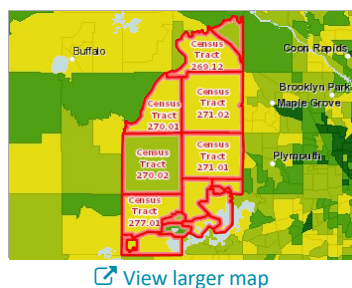 Buffalo
Census
Tract
269.12
Coon Rapids
Brooklyn Park
Maple Grove
Census
Tract
270.01
Census
Tract
271.02
Census
Tract
270.02
Census
Tract
271.01
Plymouth
Census
Tract
277.01
View larger map